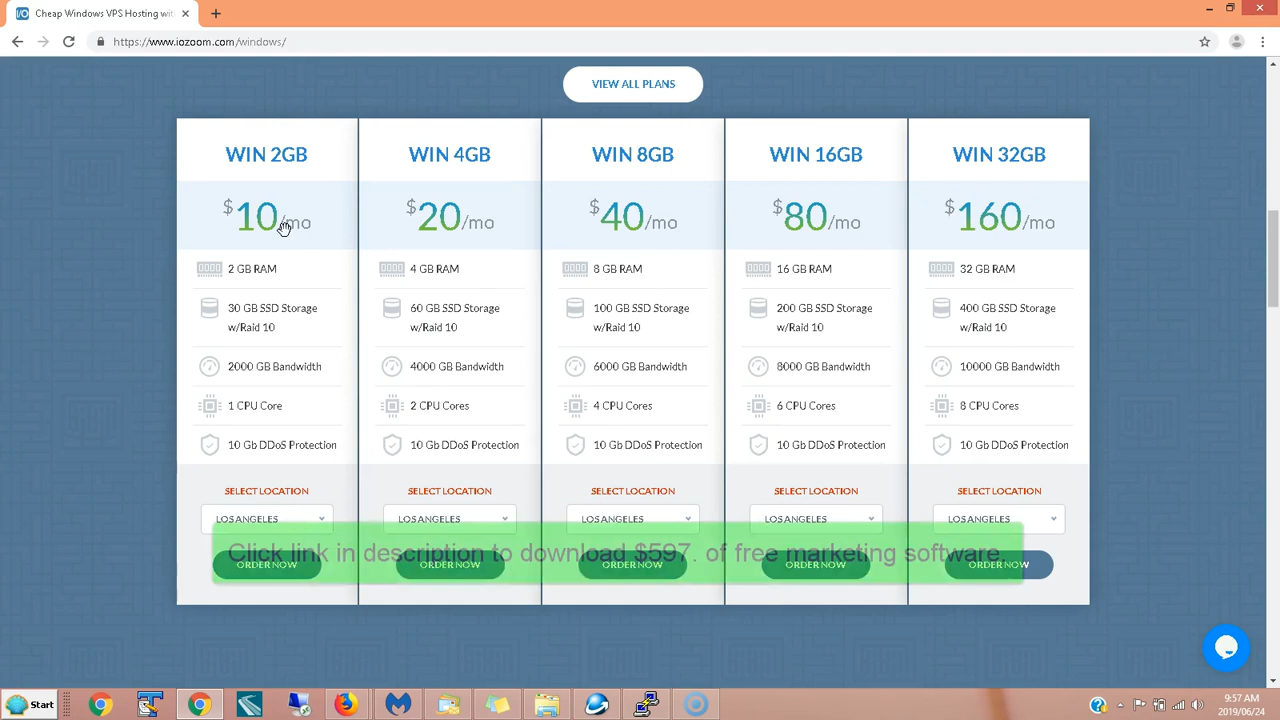 Cheap Windows VPS Hosting wit
https://www.iozoom.com/windows/
VIEW ALL PLANS
WIN 2GB
$10/mo
2 GB RAM
30 GB SSD Storage
w/Raid 10
2000 GB Bandwidth
1 CPU Core
10 Gb DDoS Protection
SELECT LOCATION
LOS ANGELES
ORDER NOW
WIN 4GB
$20/mo
4 GB RAM
60 GB SSD Storage
w/Raid 10
4000 GB Bandwidth
2 CPU Cores
10 Gb DDoS Protection
SELECT LOCATION
LOS ANGELES
ORDER NOW
WIN 8GB
$40/mo
8 GB RAM
100 GB SSD Storage
w/Raid 10
6000 GB Bandwidth
4 CPU Cores
10 Gb DDoS Protection
SELECT LOCATION
LOS ANGELES
ORDER NOW
WIN 16GB
$80/mo
16 GB RAM
200 GB SSD Storage
w/Raid 10
8000 GB Bandwidth
6 CPU Cores
10 Gb DDoS Protection
SELECT LOCATION
LOS ANGELES
ORDER NOW
WIN 32GB
$160/mo
32 GB RAM
400 GB SSD Storage
w/Raid 10
10000 GB Bandwidth
8 CPU Cores
10 Gb DDoS Protection
SELECT LOCATION
LOS ANGELES
ORDER NOW
Click link in description to download $597. of free marketing software.
Start
9:57 AM
2019/06/24